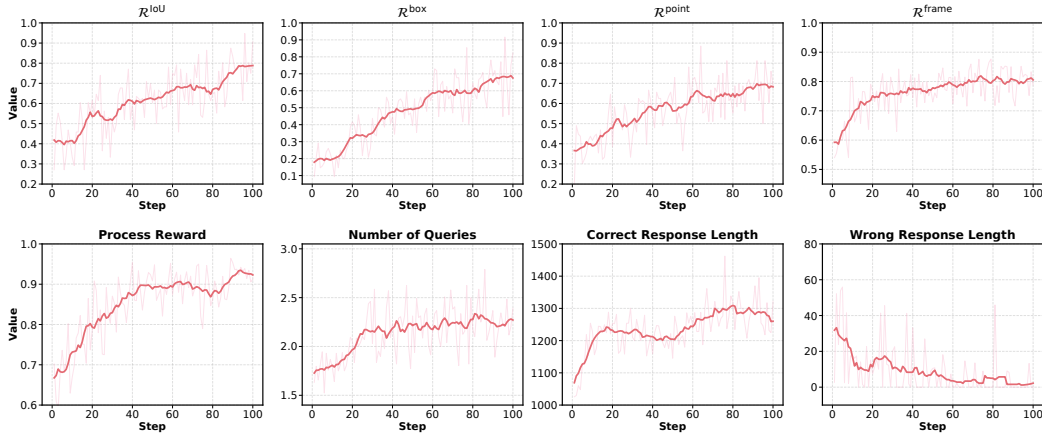 R^IoU R^box R^point R^frame
1.0 1.0 1.0 1.0
0.9 0.9 0.9 0.9
0.8 0.8 0.8 0.8
0.7 0.7 0.7 0.7
0.6 0.6 0.6 0.6
0.5 0.5 0.5 0.5
0.4 0.4 0.4
0.3 0.3 0.3
0.2 0.2 0.2
0.1
Value
0 20 40 60 80 100 0 20 40 60 80 100 0 20 40 60 80 100 0 20 40 60 80 100
Step Step Step Step
Process Reward Number of Queries Correct Response Length Wrong Response Length
1.0 3.0 1500 80
0.9 2.5 1400 60
0.8 2.0 1300 40
0.7 1.5 1200 20
0.6 1100 0
1000
Value
0 20 40 60 80 100 0 20 40 60 80 100 0 20 40 60 80 100 0 20 40 60 80 100
Step Step Step Step